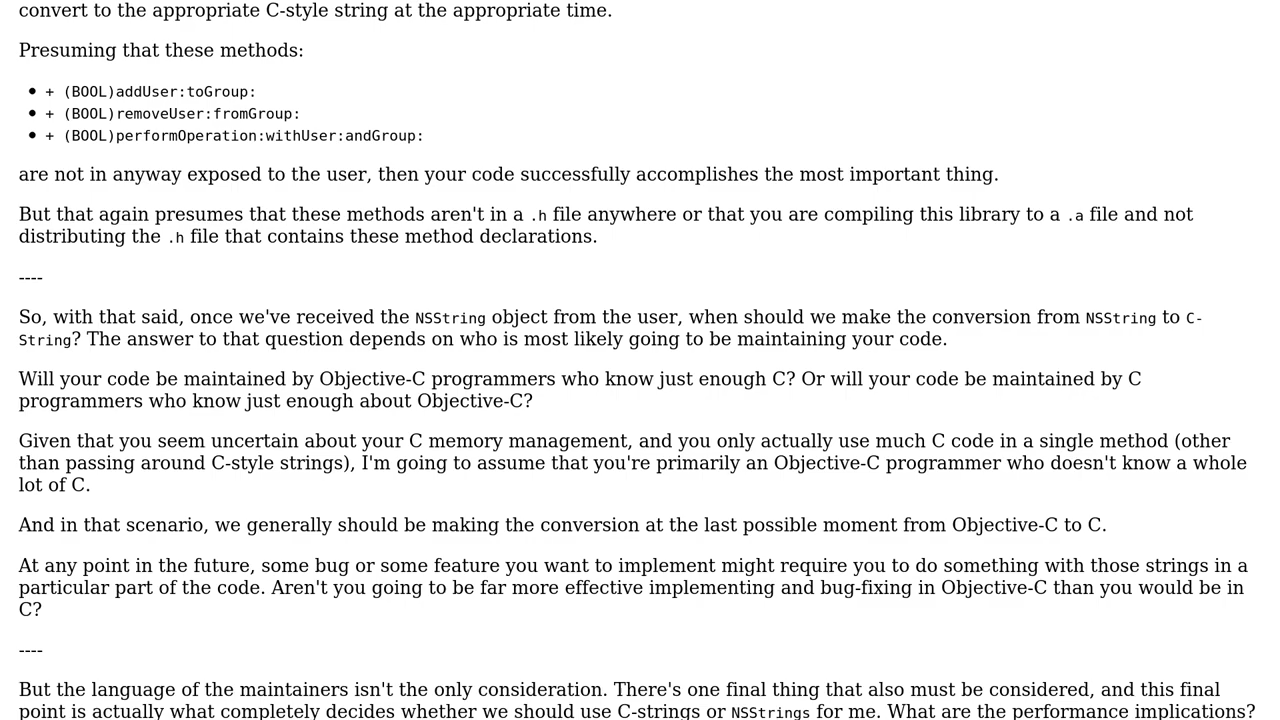 convert to the appropriate C-style string at the appropriate time.
Presuming that these methods:
• + (BOOL)addUser:toGroup:
• + (BOOL)removeUser:fromGroup:
• + (BOOL)performOperation:withUser:andGroup:
are not in anyway exposed to the user, then your code successfully accomplishes the most important thing.
But that again presumes that these methods aren't in a .h file anywhere or that you are compiling this library to a .a file and not
distributing the .h file that contains these method declarations.
----
So, with that said, once we've received the NSString object from the user, when should we make the conversion from NSString to C-
String? The answer to that question depends on who is most likely going to be maintaining your code.
Will your code be maintained by Objective-C programmers who know just enough C? Or will your code be maintained by C
programmers who know just enough about Objective-C?
Given that you seem uncertain about your C memory management, and you only actually use much C code in a single method (other
than passing around C-style strings), I'm going to assume that you're primarily an Objective-C programmer who doesn't know a whole
lot of C.
And in that scenario, we generally should be making the conversion at the last possible moment from Objective-C to C.
At any point in the future, some bug or some feature you want to implement might require you to do something with those strings in a
particular part of the code. Aren't you going to be far more effective implementing and bug-fixing in Objective-C than you would be in
C?
----
But the language of the maintainers isn't the only consideration. There's one final thing that also must be considered, and this final
point is actually what completely decides whether we should use C-strings or NSStrings for me. What are the performance implications?